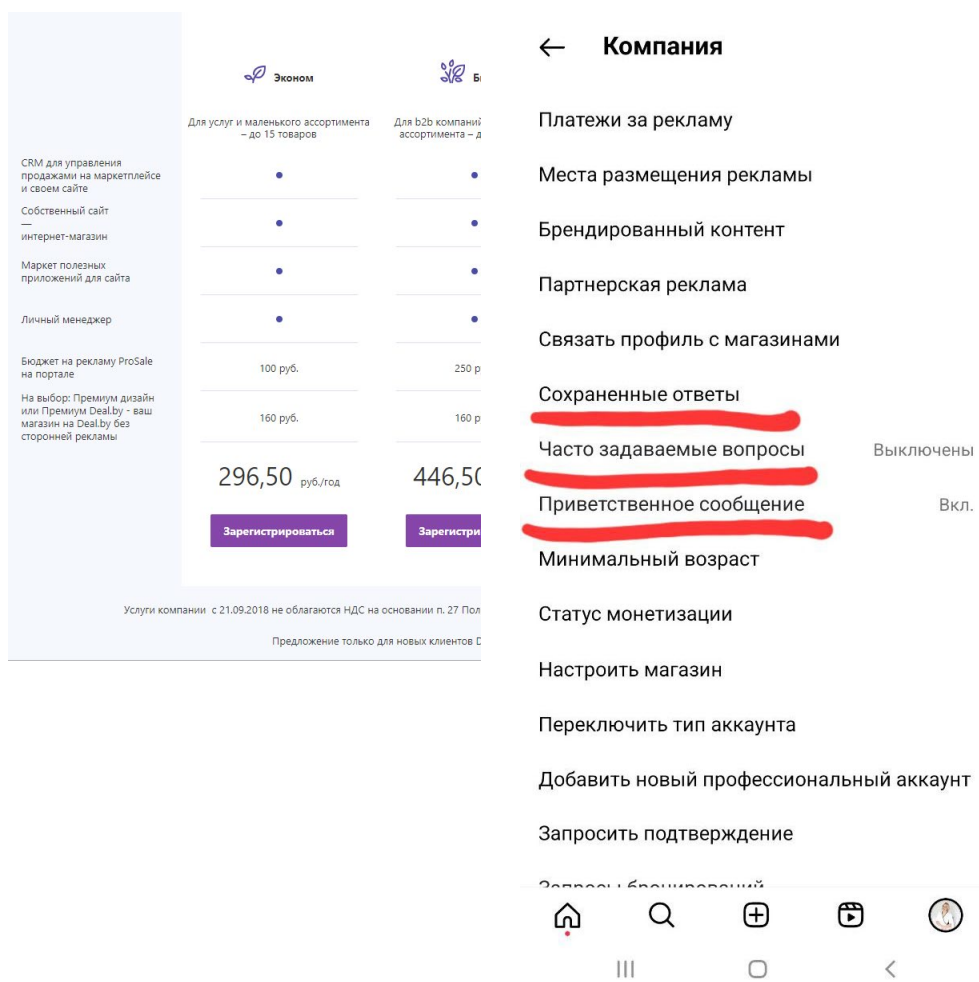 Эконом
Для услуг и маленького ассортимента
– до 15 товаров
Для b2b компаний
ассортимента –
CRM для управления
продажами на маркетплейсе
и своем сайте
Собственный сайт
—
интернет-магазин
Маркет полезных
приложений для сайта
Личный менеджер
Бюджет на рекламу ProSale
на портале
100 руб.
250
На выбор: Премиум дизайн
или Премиум Deal.by - ваш
магазин на Deal.by без
сторонней рекламы
160 руб.
160
296,50 руб./год
446,50
Зарегистрироваться
Услуги компании с 21.09.2018 не облагаются НДС на основании п. 27
Предложение только для новых клиентов
Компания
Платежи за рекламу
Места размещения рекламы
Брендированный контент
Партнерская реклама
Связать профиль с магазинами
Сохраненные ответы
Часто задаваемые вопросы Выключены
Приветственное сообщение Вкл.
Минимальный возраст
Статус монетизации
Настроить магазин
Переключить тип аккаунта
Добавить новый профессиональный аккаунт
Запросить подтверждение